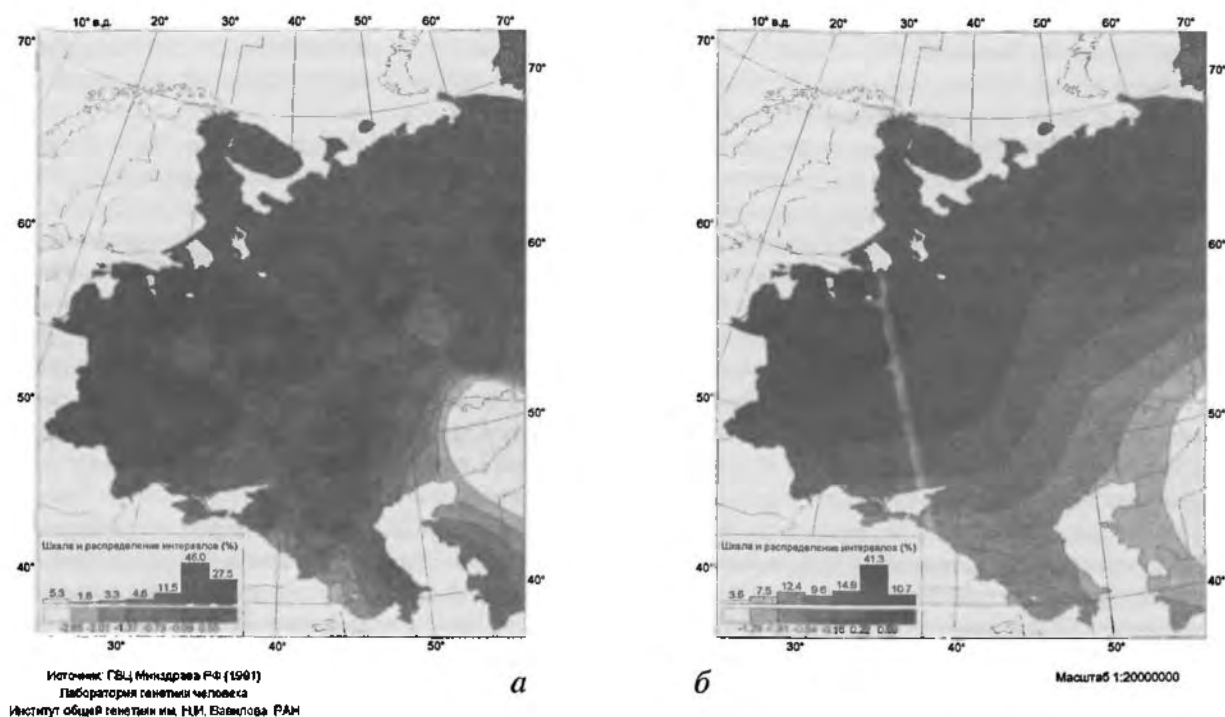 10° в.д. 20° 30° 40° 50° 60° 70°
70°
70°
60°
60°
50°
50°
40°
40°
Шкала и распределение интервалов (%)
5.3 1.8 3.3 4.6 11.5 46.0 27.5
30° 40° 50°
Источник: ГВЦ Минздрава РФ (1991)
Лаборатория генетики человека
Институт общей генетики им. Н.И. Вавилова РАН
а
10° в.д. 20° 30° 40° 50° 60° 70°
70°
70°
60°
60°
50°
50°
40°
40°
Шкала и распределение интервалов (%)
3.6 7.5 12.4 9.6 14.9 41.3 10.7
30° 40° 50°
б
Масштаб 1:20000000